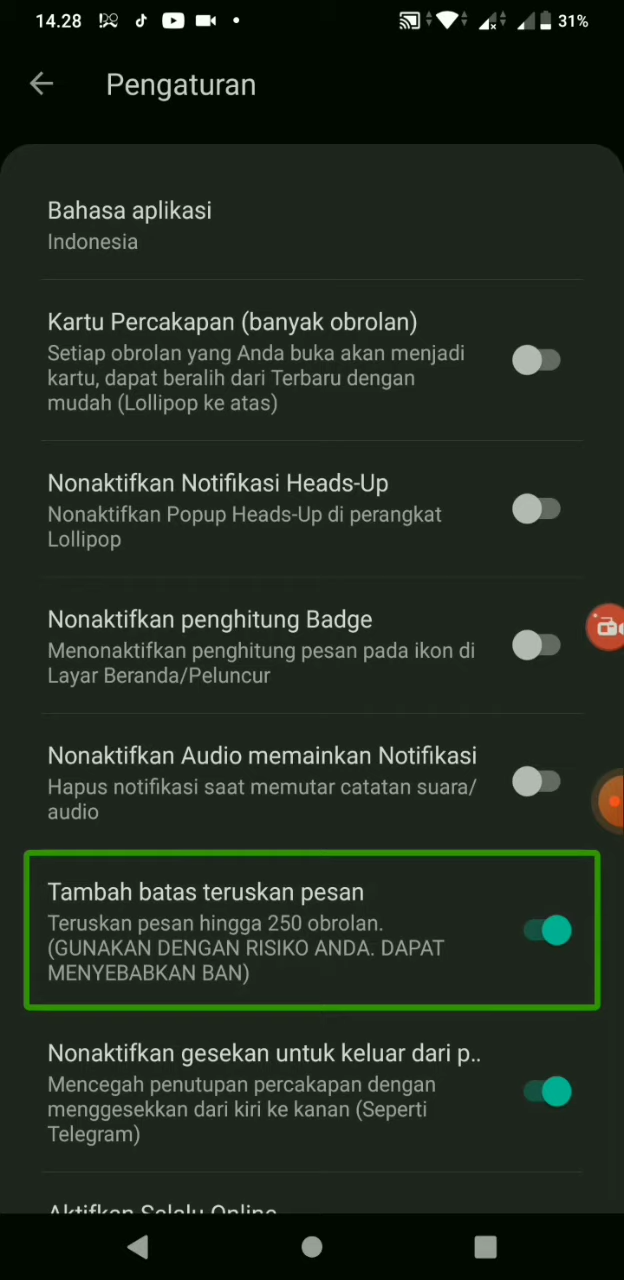 14.28
31%
Pengaturan
Bahasa aplikasi
Indonesia
Kartu Percakapan (banyak obrolan)
Setiap obrolan yang Anda buka akan menjadi
kartu, dapat beralih dari Terbaru dengan
mudah (Lollipop ke atas)
Nonaktifkan Notifikasi Heads-Up
Nonaktifkan Popup Heads-Up di perangkat
Lollipop
Nonaktifkan penghitung Badge
Menonaktifkan penghitung pesan pada ikon di
Layar Beranda/Peluncur
Nonaktifkan Audio memainkan Notifikasi
Hapus notifikasi saat memutar catatan suara/
audio
Tambah batas teruskan pesan
Teruskan pesan hingga 250 obrolan.
(GUNAKAN DENGAN RISIKO ANDA. DAPAT
MENYEBABKAN BAN)
Nonaktifkan gesekan untuk keluar dari p..
Mencegah penutupan percakapan dengan
menggesekkan dari kiri ke kanan (Seperti
Telegram)
Aktifkan Selalu Online